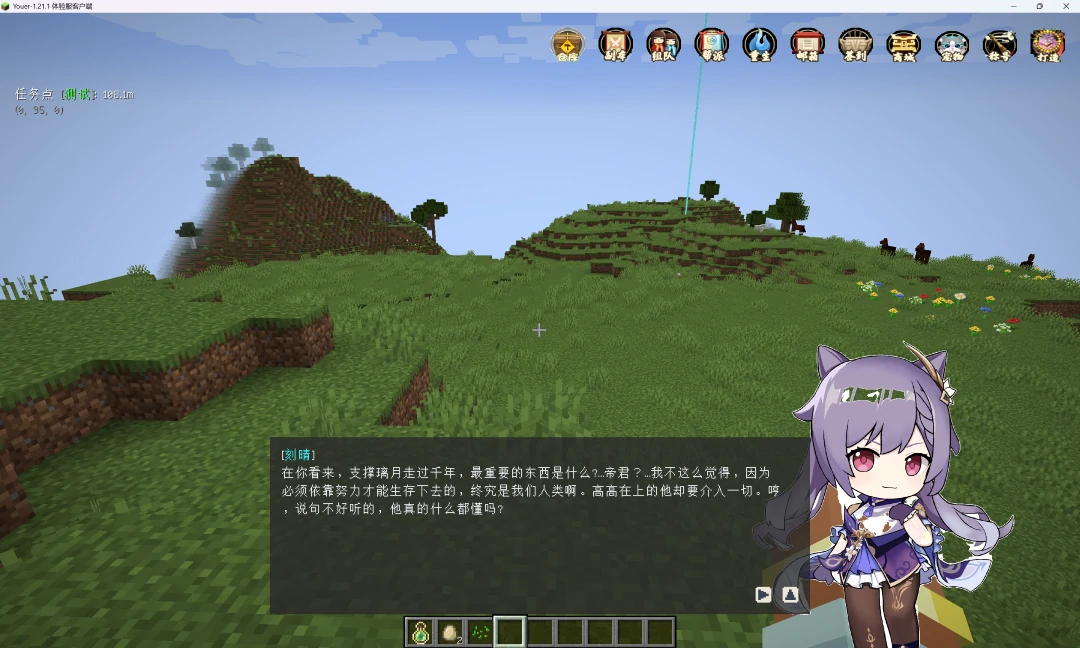 Youer-1.21.1 体验服客户端
仓库 副本 组队 帮派 重生 邮箱 签到 商城 宠物 称号 打造
任务点 [测试]: 108.1m
(0, 95, 0)
[刻晴]
在你看来，支撑璃月走过千年，最重要的东西是什么?…帝君？…我不这么觉得，因为
必须依靠努力才能生存下去的，终究是我们人类啊。高高在上的他却要介入一切。哼
，说句不好听的，他真的什么都懂吗?
2